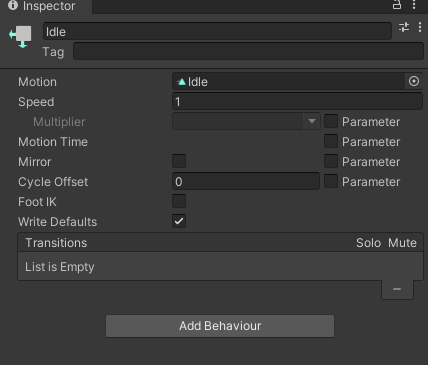 Inspector
Idle
Tag
Motion Idle
Speed 1
Multiplier Parameter
Motion Time Parameter
Mirror Parameter
Cycle Offset 0 Parameter
Foot IK
Write Defaults
Transitions Solo Mute
List is Empty
Add Behaviour